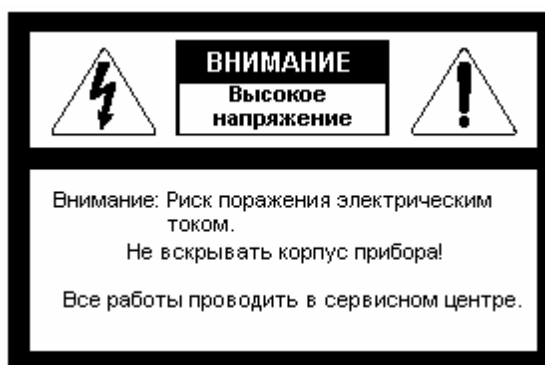 ВНИМАНИЕ
Высокое
напряжение
Внимание: Риск поражения электрическим
током.
Не вскрывать корпус прибора!
Все работы проводить в сервисном центре.